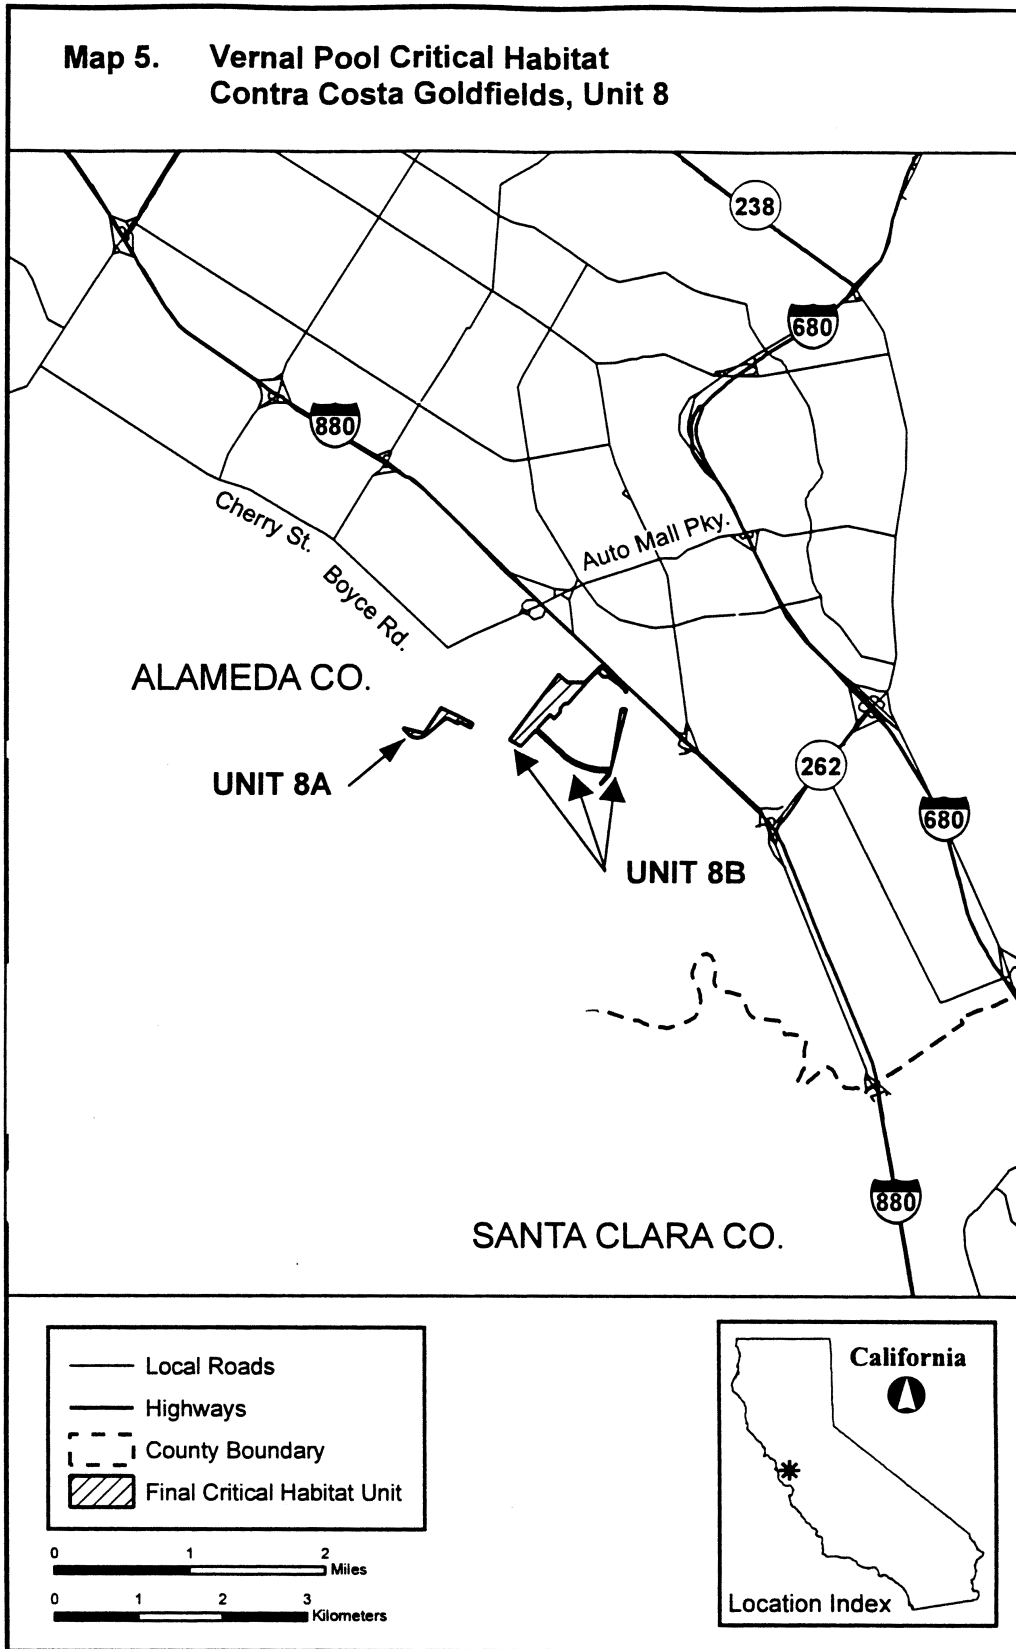 Map 5. Vernal Pool Critical Habitat
Contra Costa Goldfields, Unit 8
238
680
880
Cherry St.
Auto Mall Pky.
Boyce Rd.
ALAMEDA CO.
UNIT 8A
262
680
UNIT 8B
880
SANTA CLARA CO.
Local Roads
Highways
County Boundary
Final Critical Habitat Unit
0 1 2
Miles
0 1 2 3
Kilometers
California
Location Index